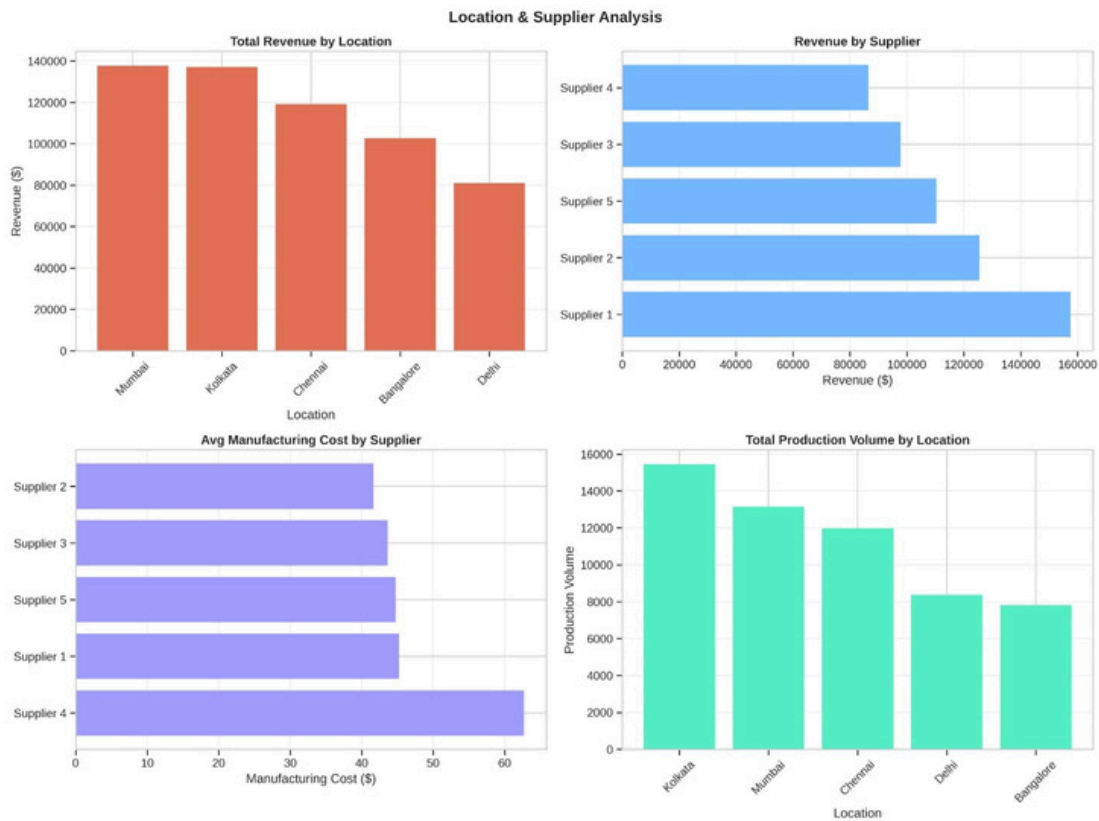 Location & Supplier Analysis
Total Revenue by Location
140000
120000
100000
80000
60000
40000
20000
0
Revenue ($)
Mumbai
Kolkata
Chennai
Bangalore
Delhi
Location
Revenue by Supplier
Supplier 4
Supplier 3
Supplier 5
Supplier 2
Supplier 1
0 20000 40000 60000 80000 100000 120000 140000 160000
Revenue ($)
Avg Manufacturing Cost by Supplier
Supplier 2
Supplier 3
Supplier 5
Supplier 1
Supplier 4
0 10 20 30 40 50 60
Manufacturing Cost ($)
Total Production Volume by Location
16000
14000
12000
10000
8000
6000
4000
2000
0
Production Volume
Kolkata
Mumbai
Chennai
Delhi
Bangalore
Location